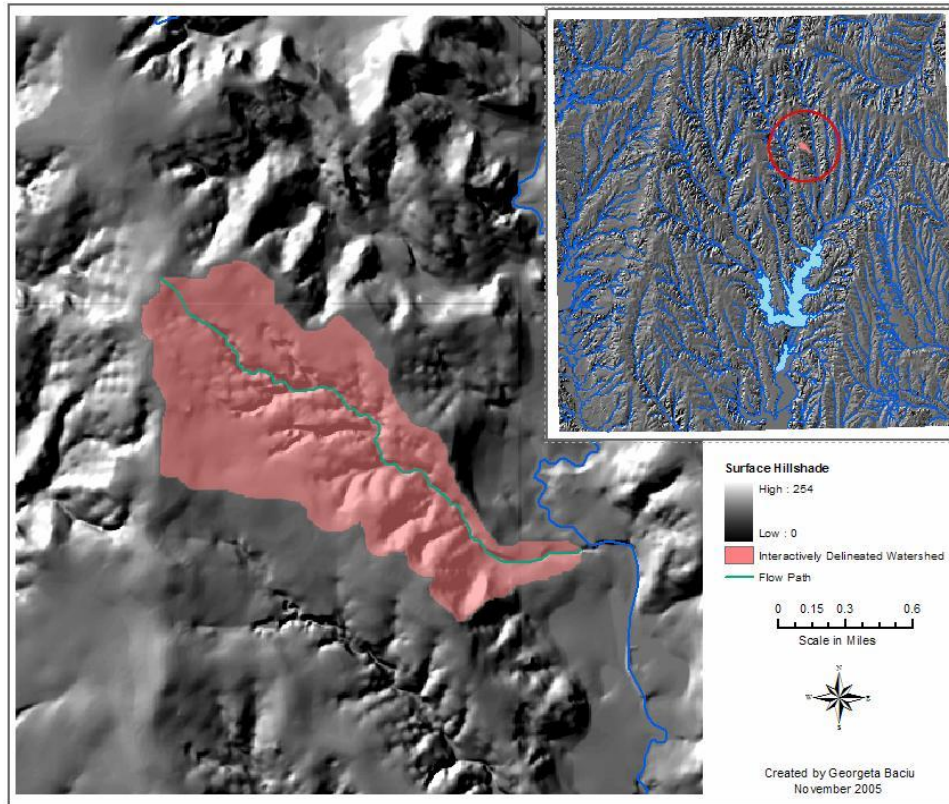 Surface Hillshade
High : 254
Low : 0
Interactively Delineated Watershed
Flow Path
0 0.15 0.3 0.6
Scale in Miles
N
W E
S
Created by Georgeta Baciu
November 2005